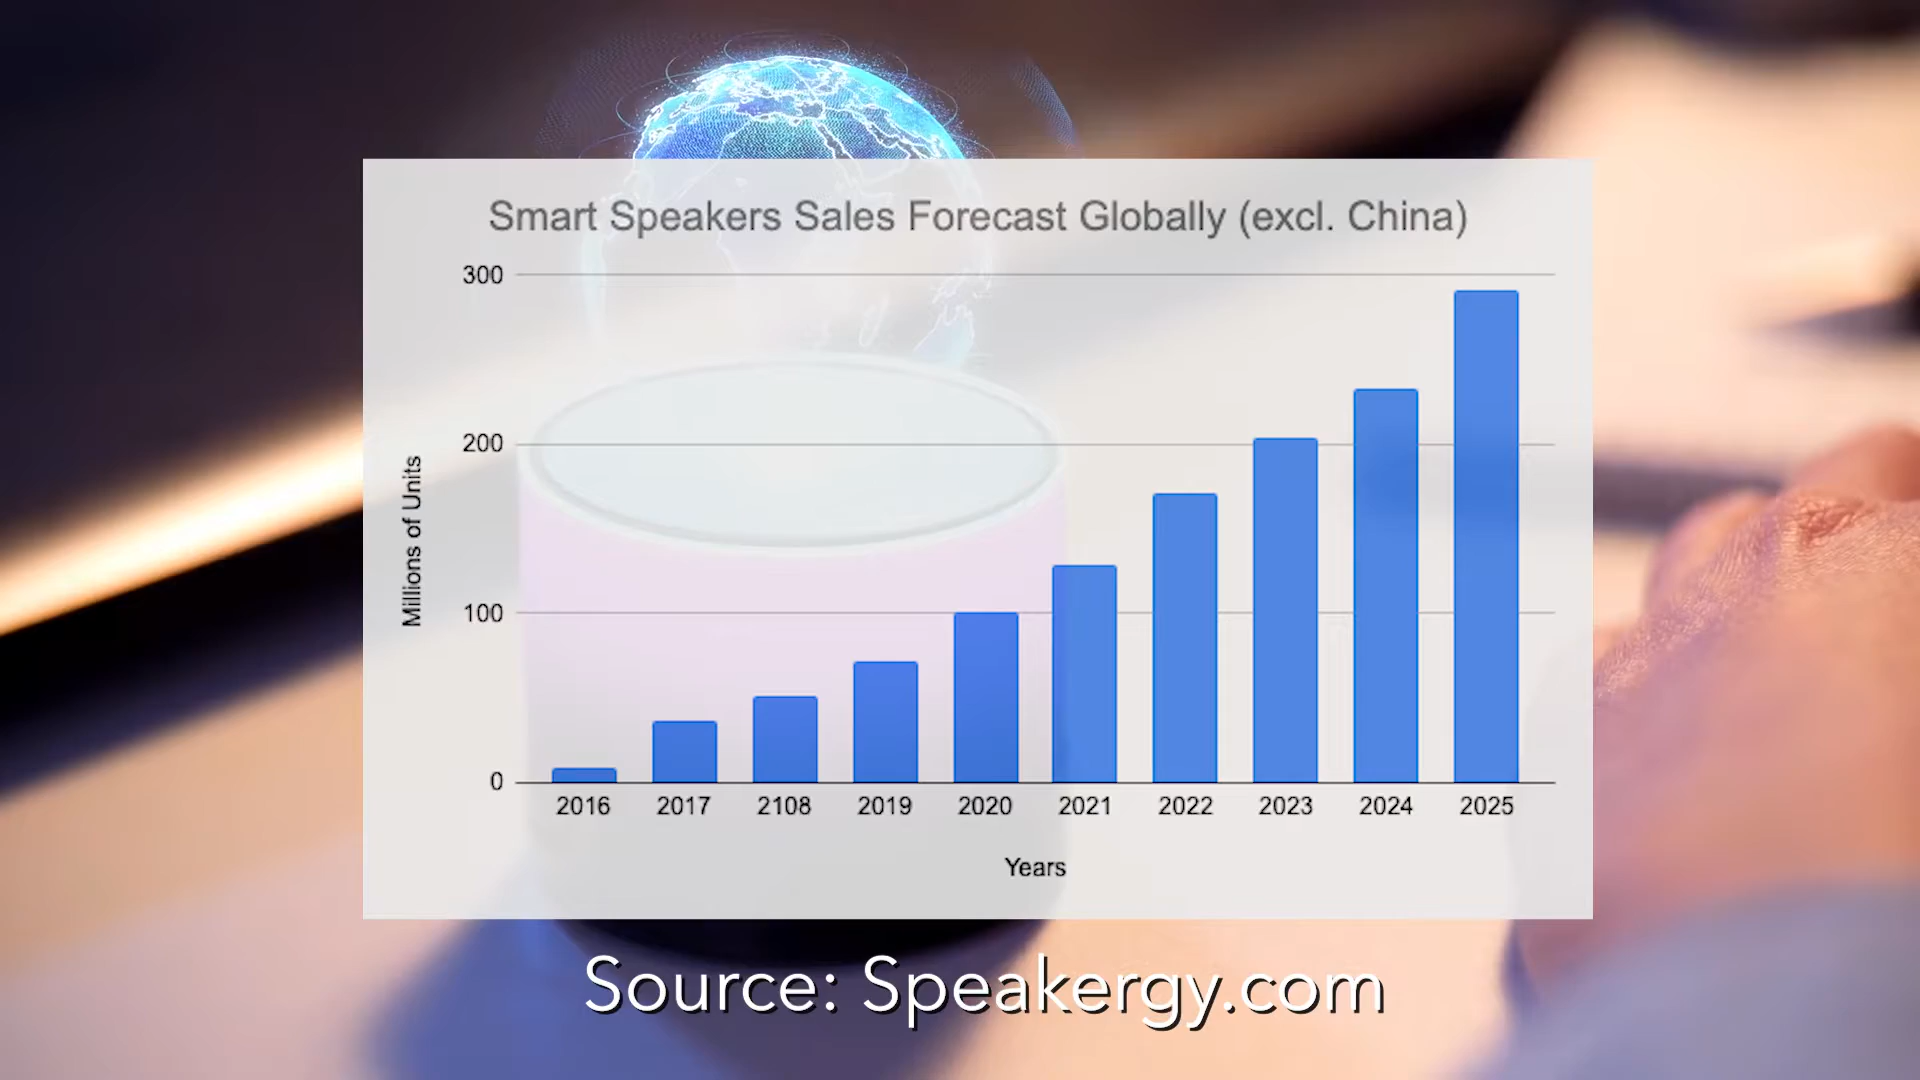 Smart Speakers Sales Forecast Globally (excl. China)
300
200
100
0
Millions of Units
2016 2017 2108 2019 2020 2021 2022 2023 2024 2025
Years
Source: Speakergy.com